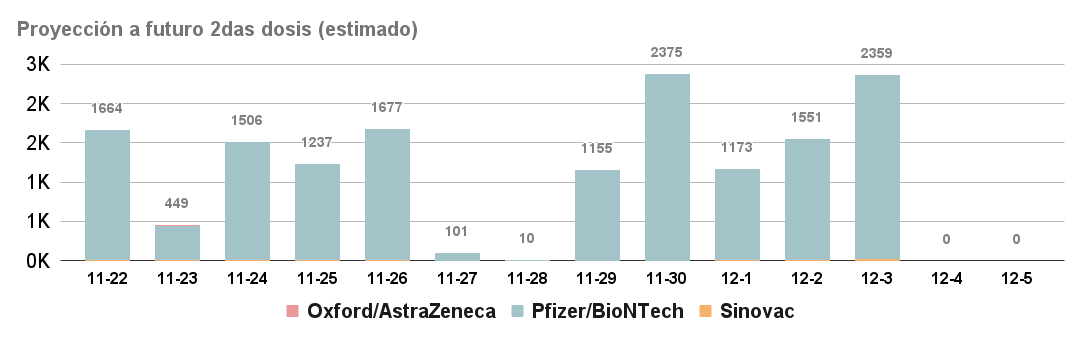 Proyección a futuro 2das dosis (estimado)
3K
2K
2K
1K
1K
0K
1664
449
1506
1237
1677
101
10
1155
2375
1173
1551
2359
0
0
11-22
11-23
11-24
11-25
11-26
11-27
11-28
11-29
11-30
12-1
12-2
12-3
12-4
12-5
Oxford/AstraZeneca
Pfizer/BioNTech
Sinovac